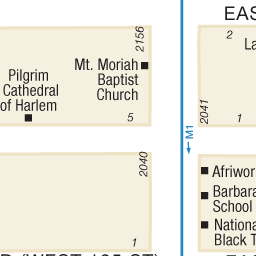 EAS
2156
2
La
Mt. Moriah
Baptist
Church
Pilgrim
Cathedral
of Harlem
5
2041
1
M1
2040
Afriwor
Barbara
School
Nationa
Black T
1